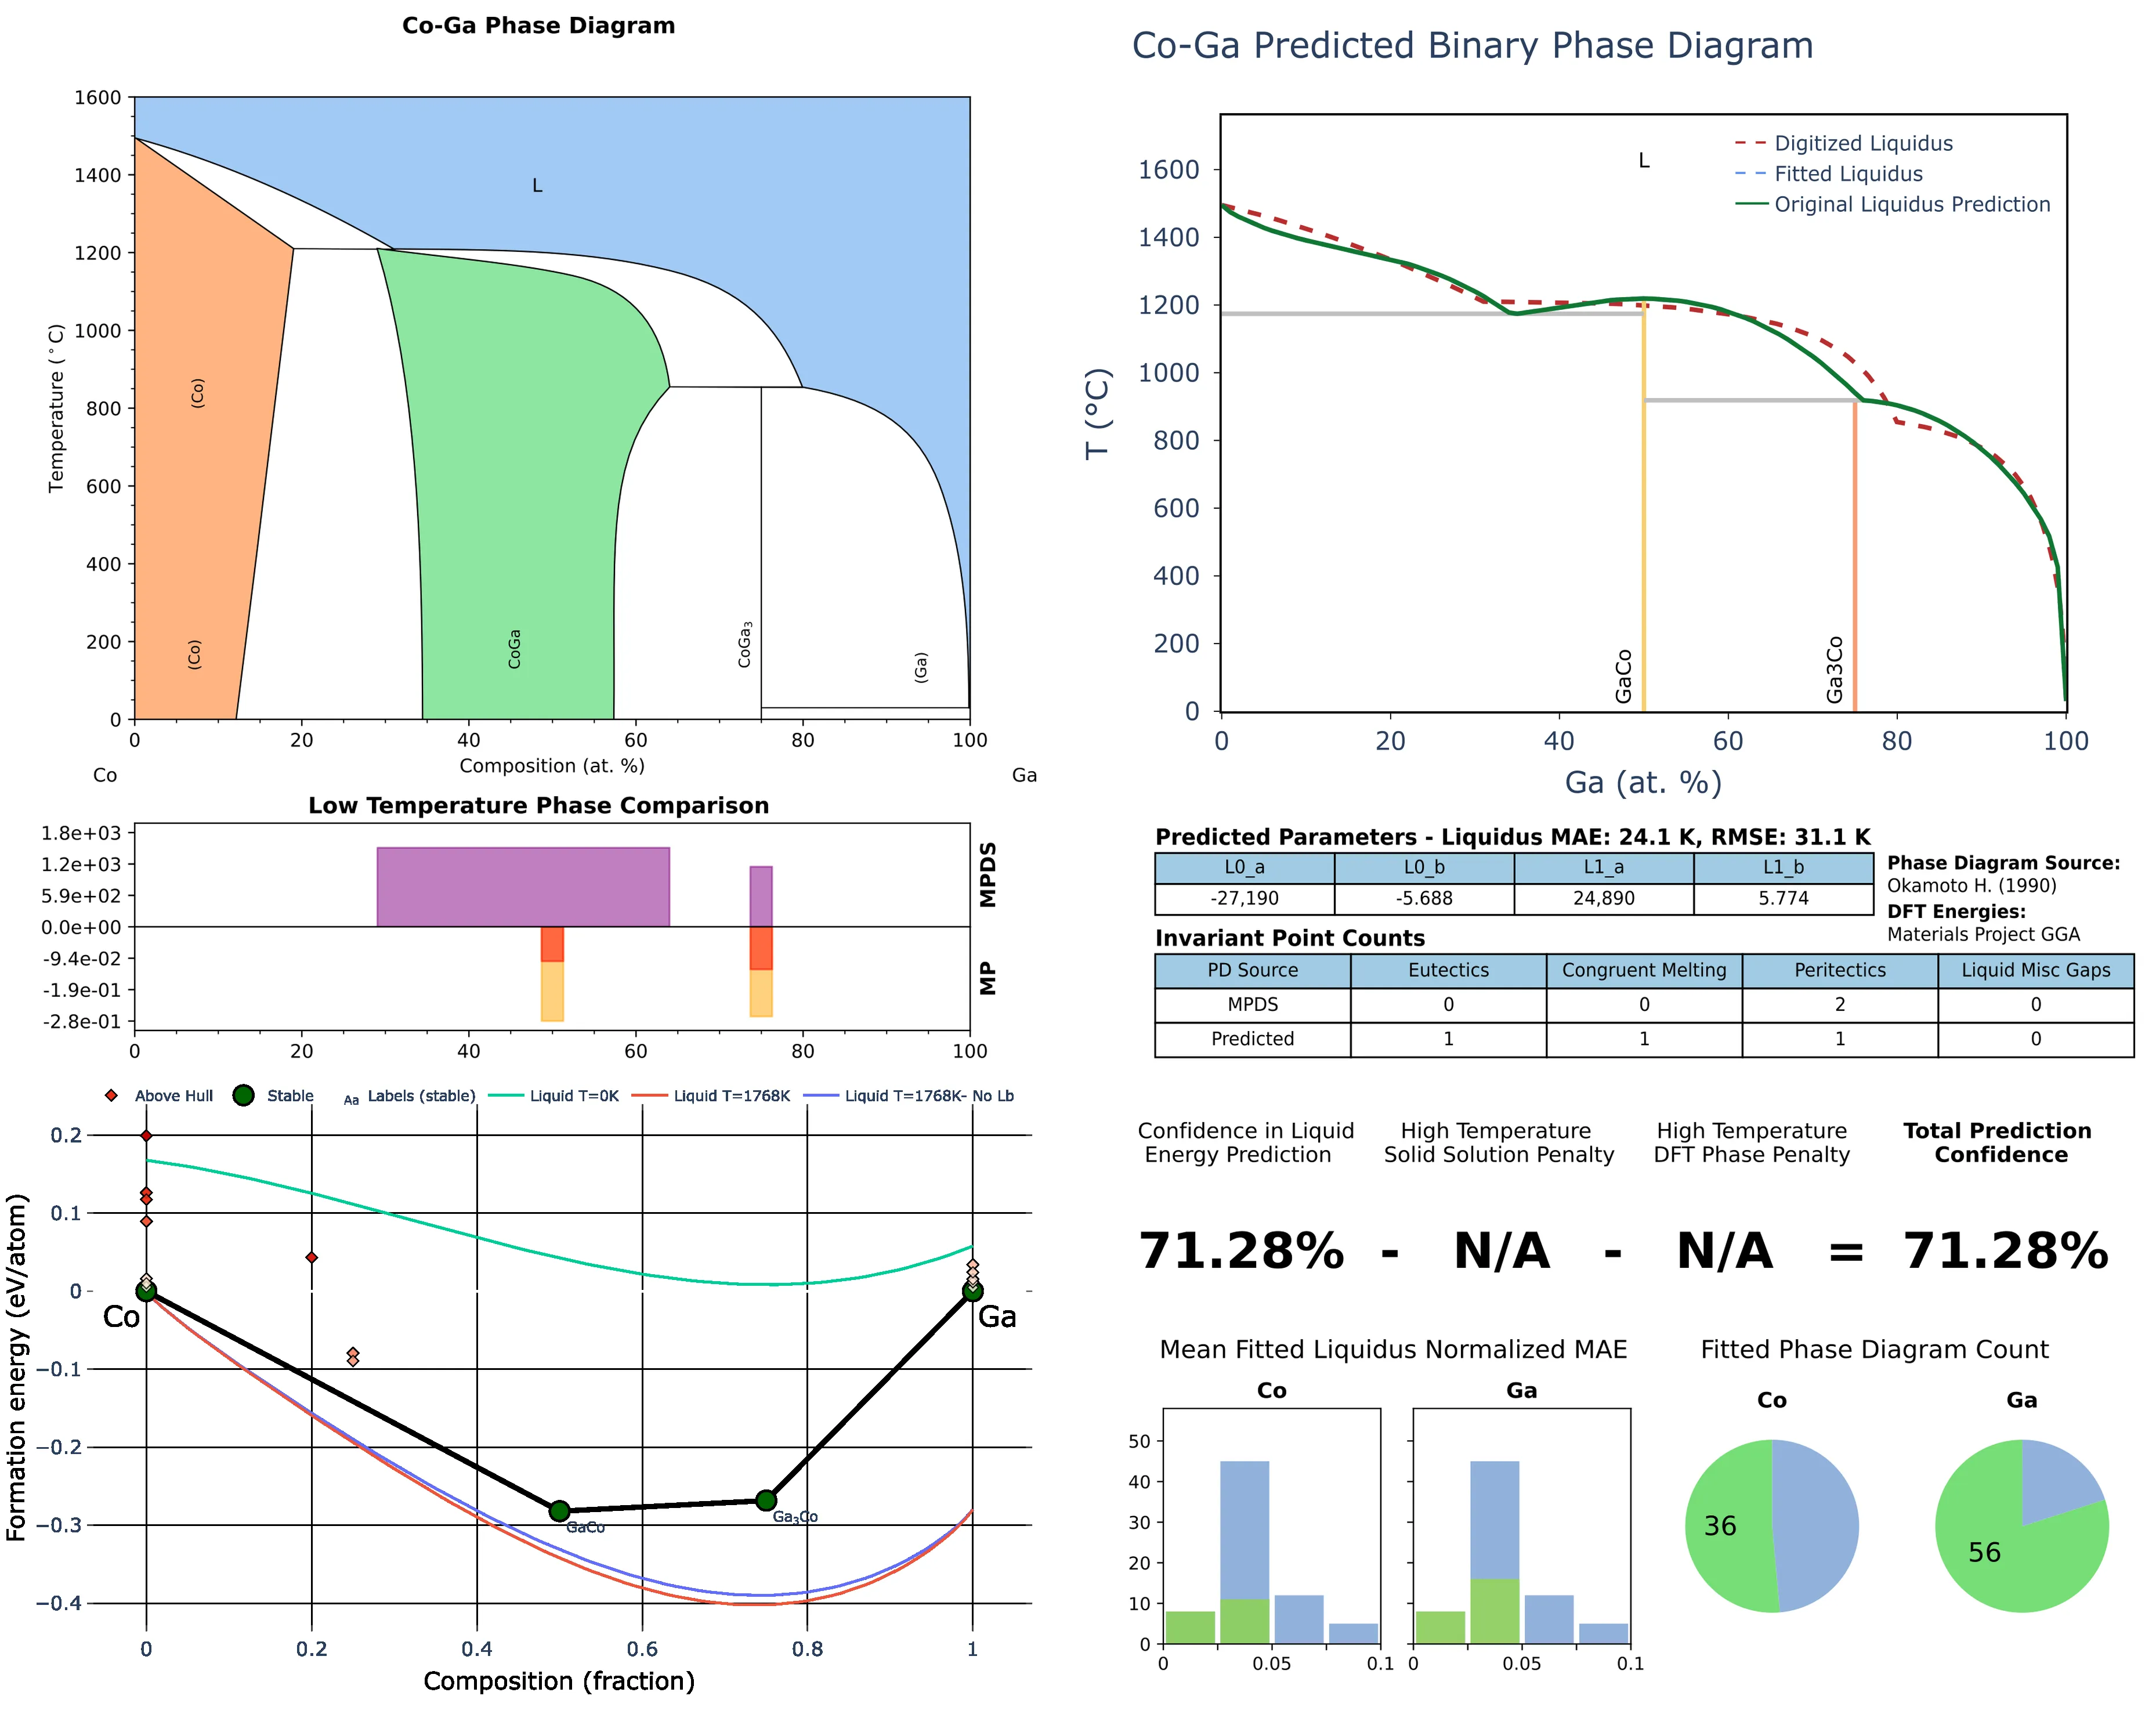 Co-Ga Phase Diagram
1600
1400
1200
1000
800
600
400
200
0
Temperature (°C)
L
(Co)
(Co)
CoGa
CoGa3
(Ga)
0 20 40 60 80 100
Composition (at. %)
Co Ga
Co-Ga Predicted Binary Phase Diagram
1600
1400
1200
1000
800
600
400
200
0
T (°C)
L
Digitized Liquidus
Fitted Liquidus
Original Liquidus Prediction
GaCo
Ga3Co
0 20 40 60 80 100
Ga (at. %)
Low Temperature Phase Comparison
1.8e+03
1.2e+03
5.9e+02
0.0e+00
-9.4e-02
-1.9e-01
-2.8e-01
MPDS
MP
0 20 40 60 80 100
Predicted Parameters - Liquidus MAE: 24.1 K, RMSE: 31.1 K
L0_a L0_b L1_a L1_b
-27,190 -5.688 24,890 5.774
Phase Diagram Source:
Okamoto H. (1990)
DFT Energies:
Materials Project GGA
Invariant Point Counts
PD Source Eutectics Congruent Melting Peritectics Liquid Misc Gaps
MPDS 0 0 2 0
Predicted 1 1 1 0
Above Hull Stable Aa Labels (stable) Liquid T=0K Liquid T=1768K Liquid T=1768K- No Lb
0.2
0.1
0
−0.1
−0.2
−0.3
−0.4
Formation energy (eV/atom)
Co
Ga
GaCo
Ga3Co
0 0.2 0.4 0.6 0.8 1
Composition (fraction)
Confidence in Liquid
Energy Prediction
High Temperature
Solid Solution Penalty
High Temperature
DFT Phase Penalty
Total Prediction
Confidence
71.28% - N/A - N/A = 71.28%
Mean Fitted Liquidus Normalized MAE
Co Ga
50
40
30
20
10
0
0 0.05 0.1
0 0.05 0.1
Fitted Phase Diagram Count
Co Ga
36
56